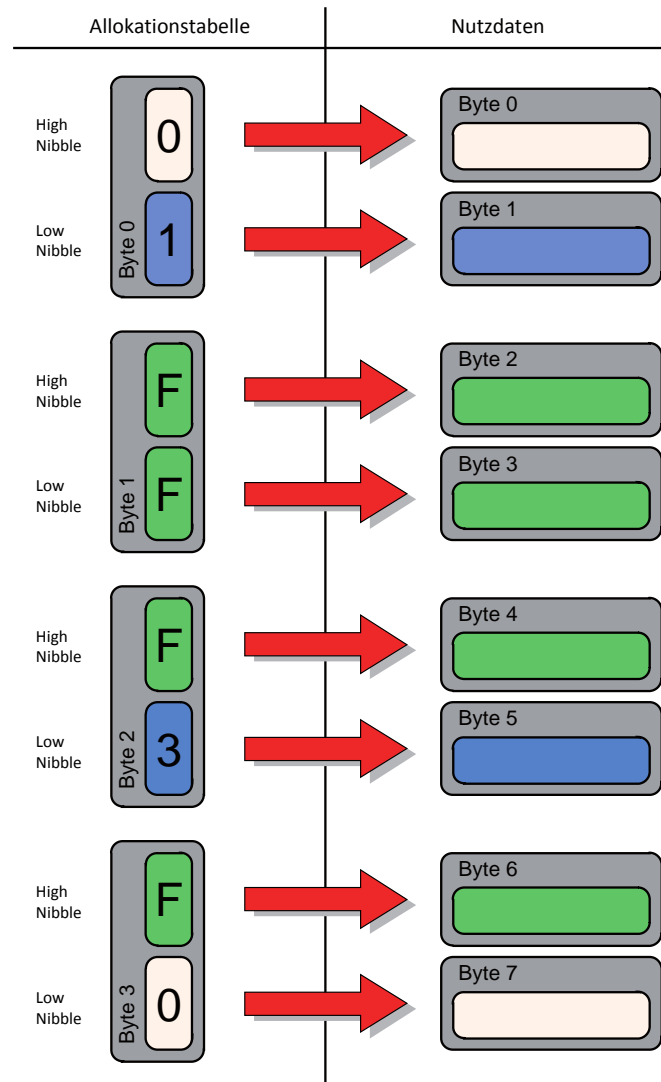 Allokationstabelle
Nutzdaten
High
Nibble
0
Byte 0
Low
Nibble
1
Byte 0
Byte 1
High
Nibble
F
Byte 2
Low
Nibble
F
Byte 1
Byte 3
High
Nibble
F
Byte 4
Low
Nibble
3
Byte 2
Byte 5
High
Nibble
F
Byte 6
Low
Nibble
0
Byte 3
Byte 7